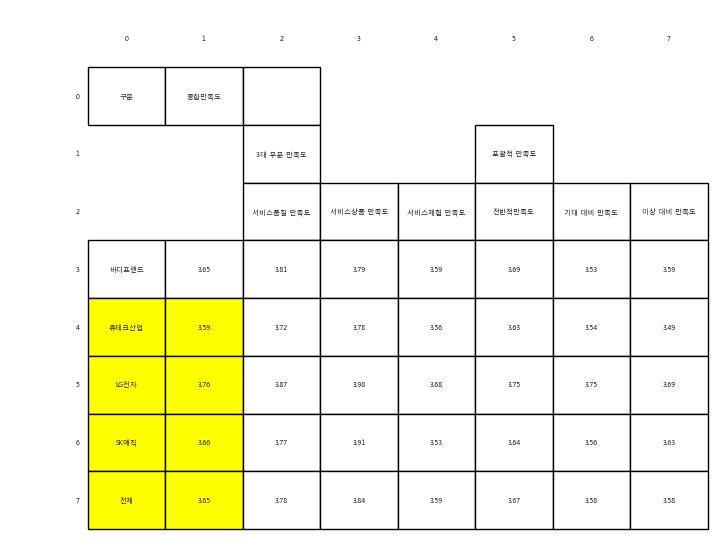 0 1 2 3 4 5 6 7
0 구분 종합만족도
1 3대 부문 만족도 포괄적 만족도
2 서비스품질 만족도 서비스상품 만족도 서비스체험 만족도 전반적만족도 기대 대비 만족도 이상 대비 만족도
3 바디프랜드 3.65 3.81 3.79 3.59 3.69 3.53 3.59
4 휴테크산업 3.59 3.72 3.78 3.56 3.63 3.54 3.49
5 LG전자 3.76 3.87 3.98 3.68 3.75 3.75 3.69
6 SK매직 3.66 3.77 3.91 3.53 3.64 3.56 3.63
7 전체 3.65 3.78 3.84 3.59 3.67 3.58 3.58